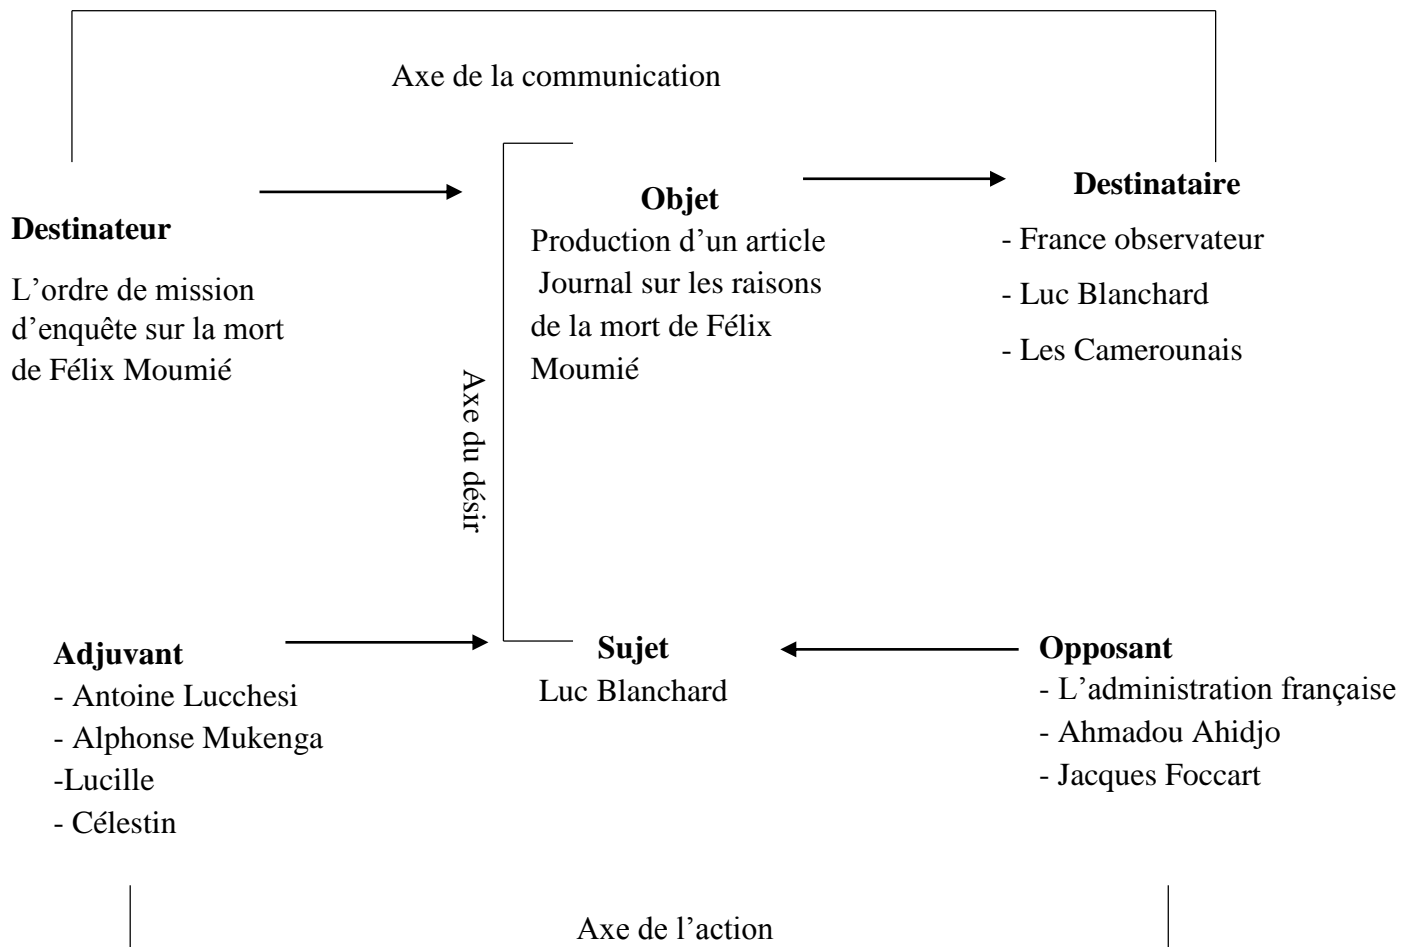 Axe de la communication
Destinateur
L’ordre de mission
d’enquête sur la mort
de Félix Moumié
Objet
Production d’un article
Journal sur les raisons
de la mort de Félix
Moumié
Destinataire
- France observateur
- Luc Blanchard
- Les Camerounais
Axe du désir
Adjuvant
- Antoine Lucchesi
- Alphonse Mukenga
-Lucille
- Célestin
Sujet
Luc Blanchard
Opposant
- L’administration française
- Ahmadou Ahidjo
- Jacques Foccart
Axe de l’action